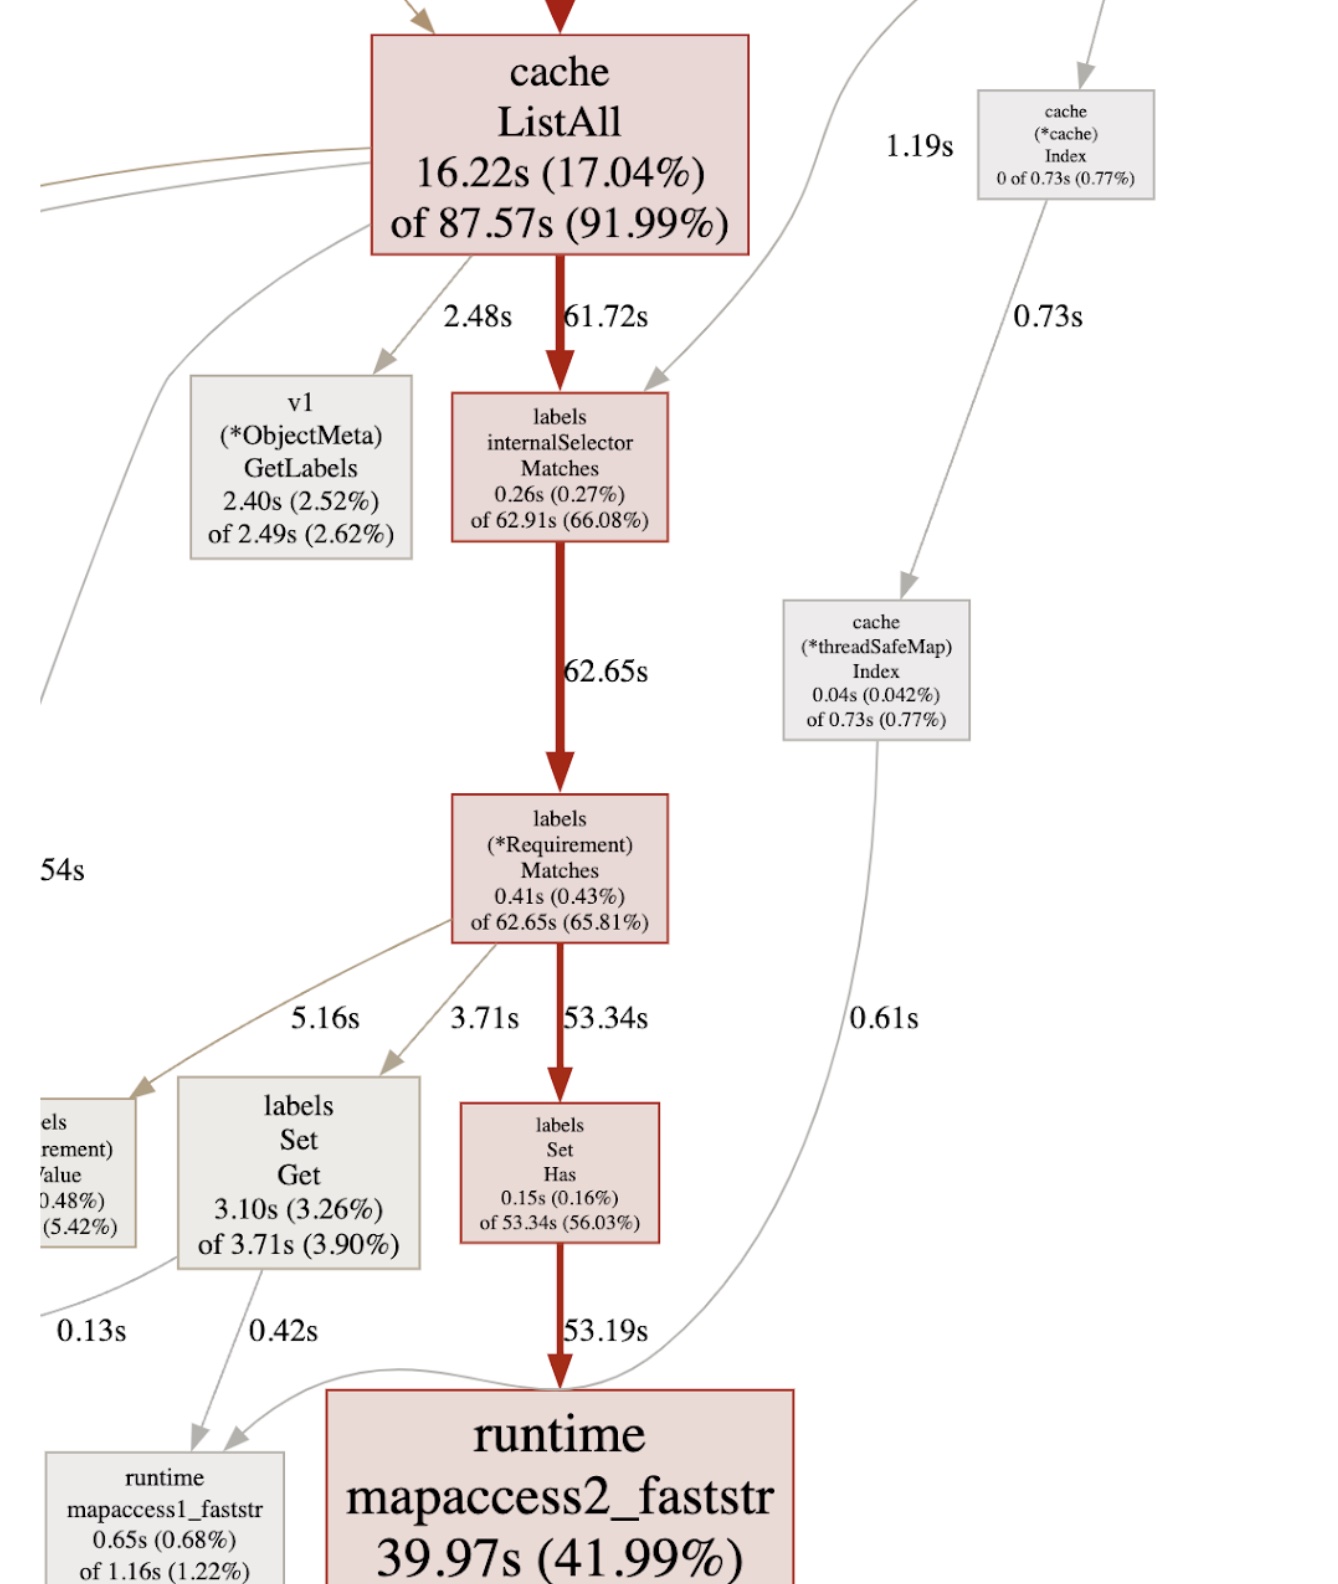 cache
ListAll
16.22s (17.04%)
of 87.57s (91.99%)
1.19s
cache
(*cache)
Index
0 of 0.73s (0.77%)
2.48s
61.72s
0.73s
v1
(*ObjectMeta)
GetLabels
2.40s (2.52%)
of 2.49s (2.62%)
labels
internalSelector
Matches
0.26s (0.27%)
of 62.91s (66.08%)
62.65s
cache
(*threadSafeMap)
Index
0.04s (0.042%)
of 0.73s (0.77%)
54s
labels
(*Requirement)
Matches
0.41s (0.43%)
of 62.65s (65.81%)
5.16s
3.71s
53.34s
0.61s
els
rement)
Value
0.48%)
(5.42%)
labels
Set
Get
3.10s (3.26%)
of 3.71s (3.90%)
labels
Set
Has
0.15s (0.16%)
of 53.34s (56.03%)
0.13s
0.42s
53.19s
runtime
mapaccess1_faststr
0.65s (0.68%)
of 1.16s (1.22%)
runtime
mapaccess2_faststr
39.97s (41.99%)